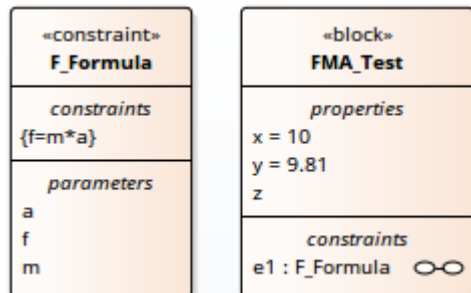 «constraint»
F_Formula
constraints
{f=m*a}
parameters
a
f
m
«block»
FMA_Test
properties
x = 10
y = 9.81
z
constraints
e1 : F_Formula